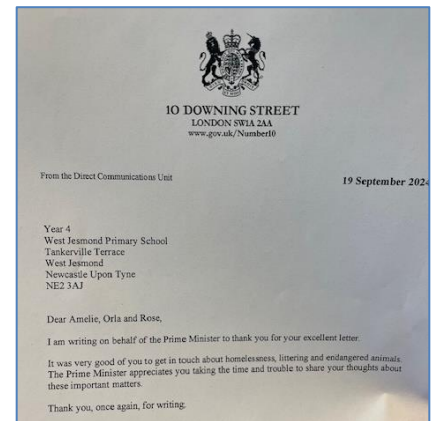 10 DOWNING STREET
LONDON SW1A 2AA
www.gov.uk/Number10
From the Direct Communications Unit
19 September 2024
Year 4
West Jesmond Primary School
Tankerville Terrace
West Jesmond
Newcastle Upon Tyne
NE2 3AJ
Dear Amelie, Orla and Rose,
I am writing on behalf of the Prime Minister to thank you for your excellent letter.
It was very good of you to get in touch about homelessness, littering and endangered animals.
The Prime Minister appreciates you taking the time and trouble to share your thoughts about
these important matters.
Thank you, once again, for writing.